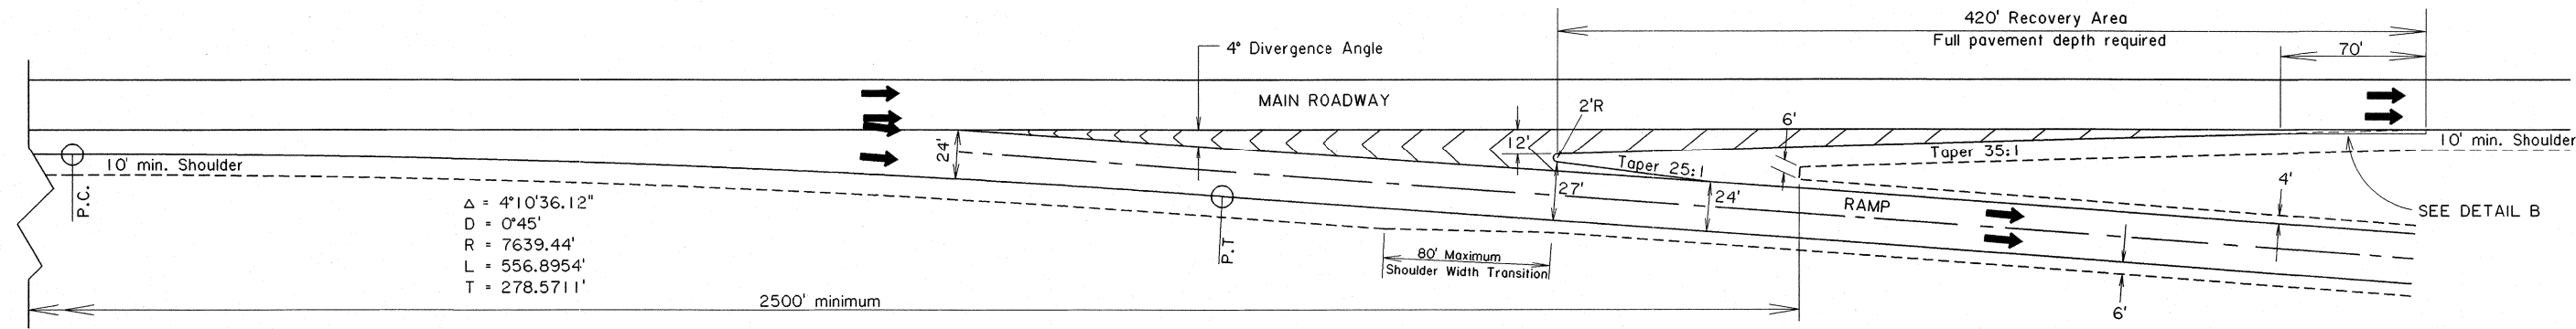 420' Recovery Area
Full pavement depth required
70'
4° Divergence Angle
MAIN ROADWAY
2'R
6'
12'
24'
10' min. Shoulder
10' min. Shoulder
Taper 35:1
Taper 25:1
P.C.
27'
24'
RAMP
4'
SEE DETAIL B
Δ = 4°10'36.12"
D = 0°45'
R = 7639.44'
L = 556.8954'
T = 278.5711'
P.T
80' Maximum
Shoulder Width Transition
2500' minimum
6'